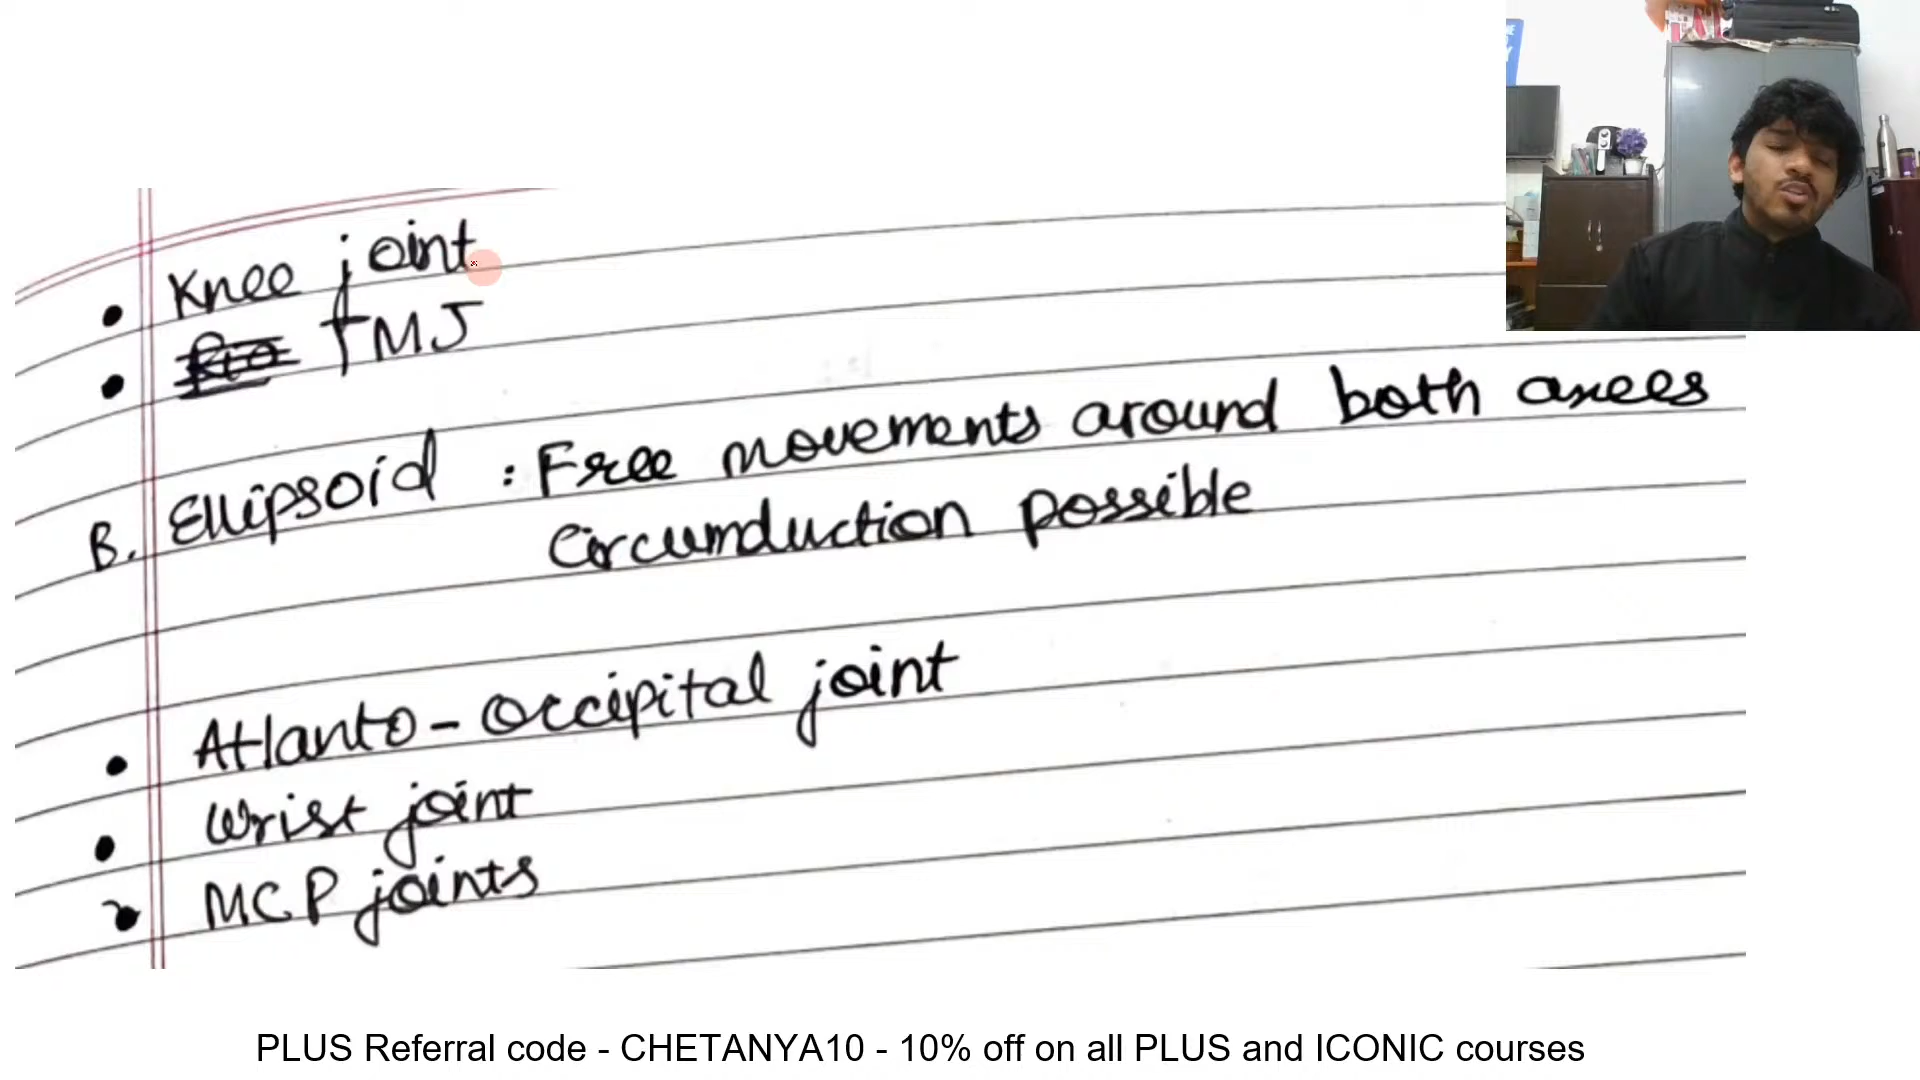 • Knee joint
• TMJ
B. Ellipsoid : Free movements around both axees
Circumduction possible
• Atlanto-occipital joint
• Wrist joint
• MCP joints
PLUS Referral code - CHETANYA10 - 10% off on all PLUS and ICONIC courses